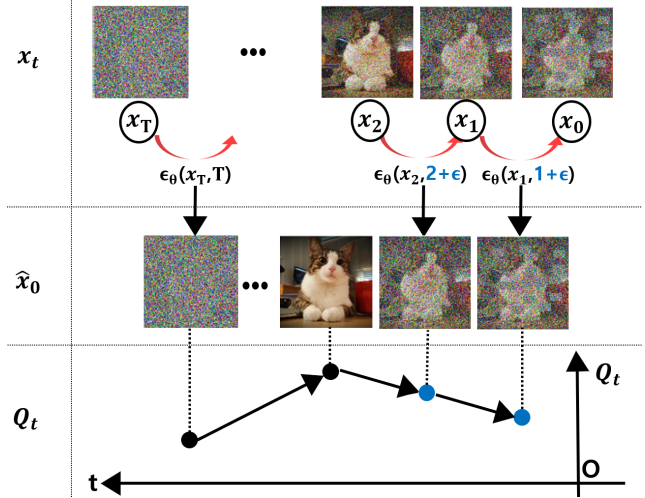 x_t
•••
x_T x_2 x_1 x_0
ϵ_θ(x_T,T) ϵ_θ(x_2,2+ϵ) ϵ_θ(x_1,1+ϵ)
x̂_0
•••
Q_t
Q_t
t O